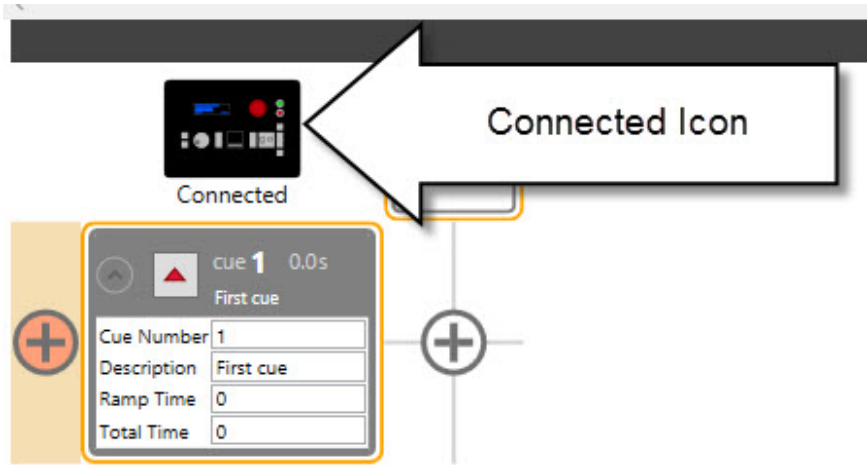 Connected Icon
Connected
cue 1 0.0s
First cue
Cue Number 1
Description First cue
Ramp Time 0
Total Time 0